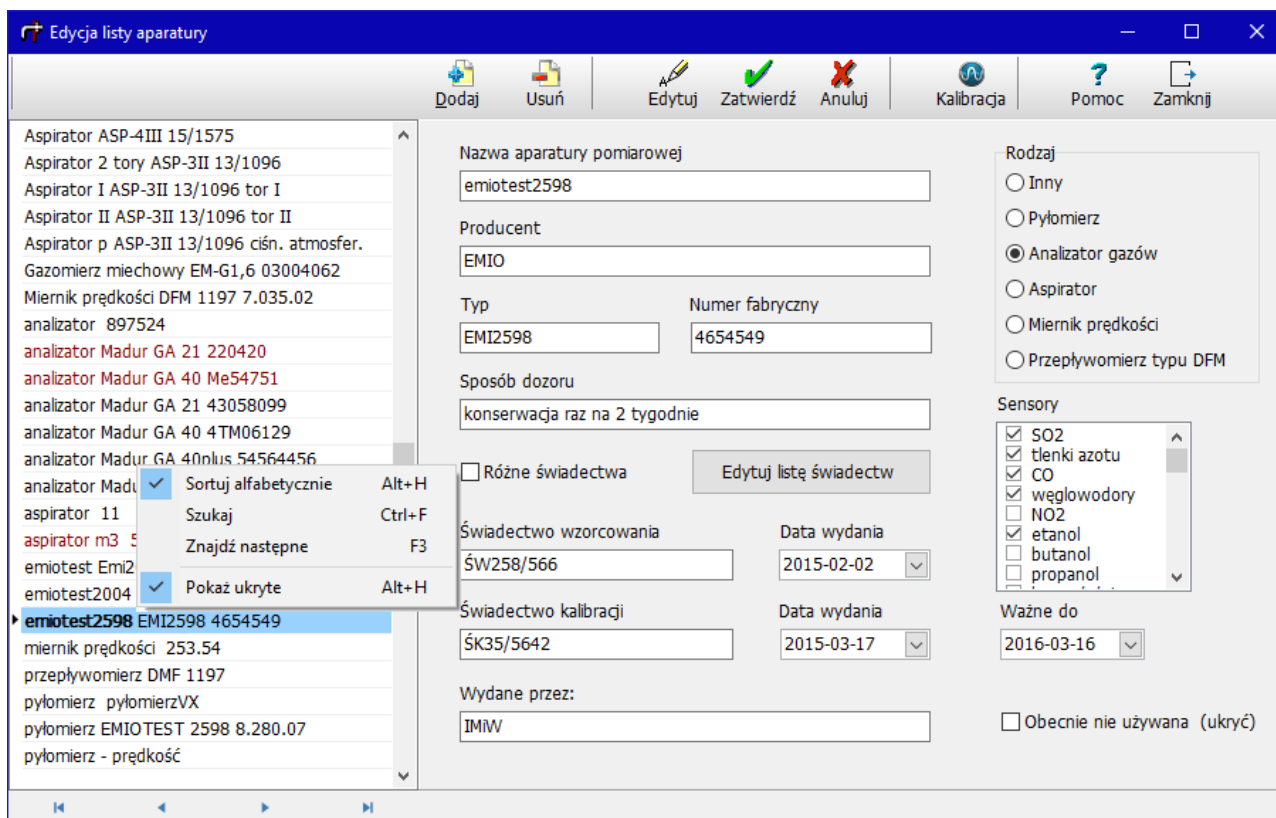 Edycja listy aparatury
Dodaj Usuń Edytuj Zatwierdź Anuluj Kalibracja Pomoc Zamknij
Aspirator ASP-4III 15/1575
Aspirator 2 tory ASP-3II 13/1096
Aspirator I ASP-3II 13/1096 tor I
Aspirator II ASP-3II 13/1096 tor II
Aspirator p ASP-3II 13/1096 ciśn. atmosfer.
Gazomierz miechowy EM-G1,6 03004062
Miernik prędkości DFM 1197 7.035.02
analizator 897524
analizator Madur GA 21 220420
analizator Madur GA 40 Me54751
analizator Madur GA 21 43058099
analizator Madur GA 40 4TM06129
analizator Madur GA 40plus 54564456
analizator
aspirator 11
aspirator m3
emiotest
emiotest2004
emiotest2598 EMI2598 4654549
miernik prędkości 253.54
przepływomierz DMF 1197
pyłomierz pyłomierzVX
pyłomierz EMIOTEST 2598 8.280.07
pyłomierz - prędkość
Sortuj alfabetycznie Alt+H
Szukaj Ctrl+F
Znajdź następne F3
Pokaż ukryte Alt+H
Nazwa aparatury pomiarowej
emiotest2598
Producent
EMIO
Typ Numer fabryczny
EMI2598 4654549
Sposób dozoru
konserwacja raz na 2 tygodnie
Różne świadectwa Edytuj listę świadectw
Świadectwo wzorcowania Data wydania
ŚW258/566 2015-02-02
Świadectwo kalibracji Data wydania Ważne do
ŚK35/5642 2015-03-17 2016-03-16
Wydane przez:
IMiW
Rodzaj
Inny
Pyłomierz
Analizator gazów
Aspirator
Miernik prędkości
Przepływomierz typu DFM
Sensory
SO2
tlenki azotu
CO
węglowodory
NO2
etanol
butanol
propanol
Obecnie nie używana (ukryć)